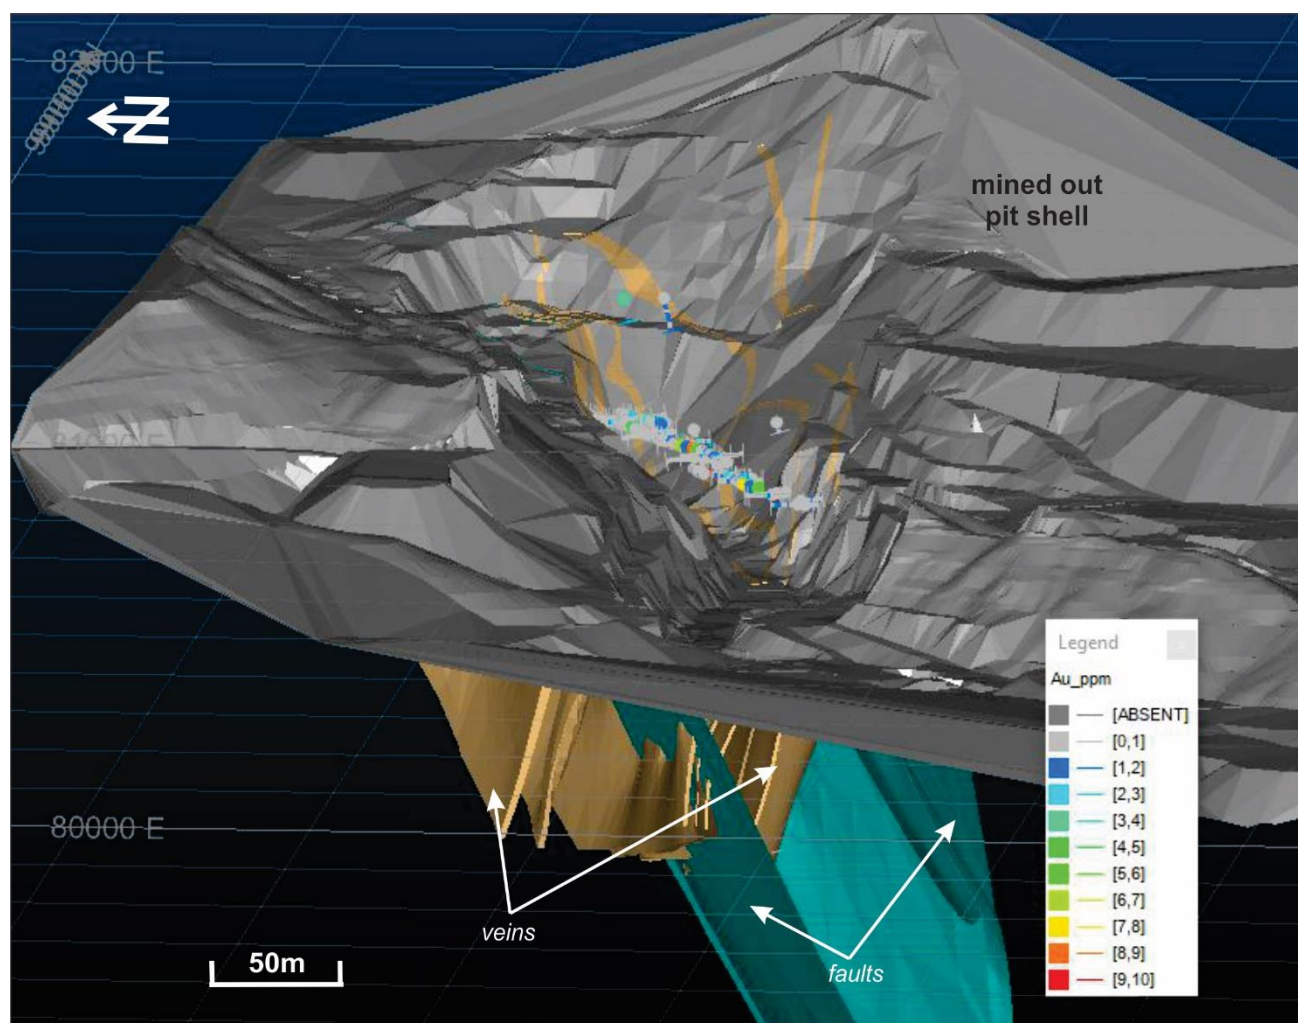 82000 E
N
mined out
pit shell
81000 E
Legend
Au_ppm
[ABSENT]
[0,1]
[1,2]
[2,3]
[3,4]
[4,5]
[5,6]
[6,7]
[7,8]
[8,9]
[9,10]
80000 E
veins
faults
50m